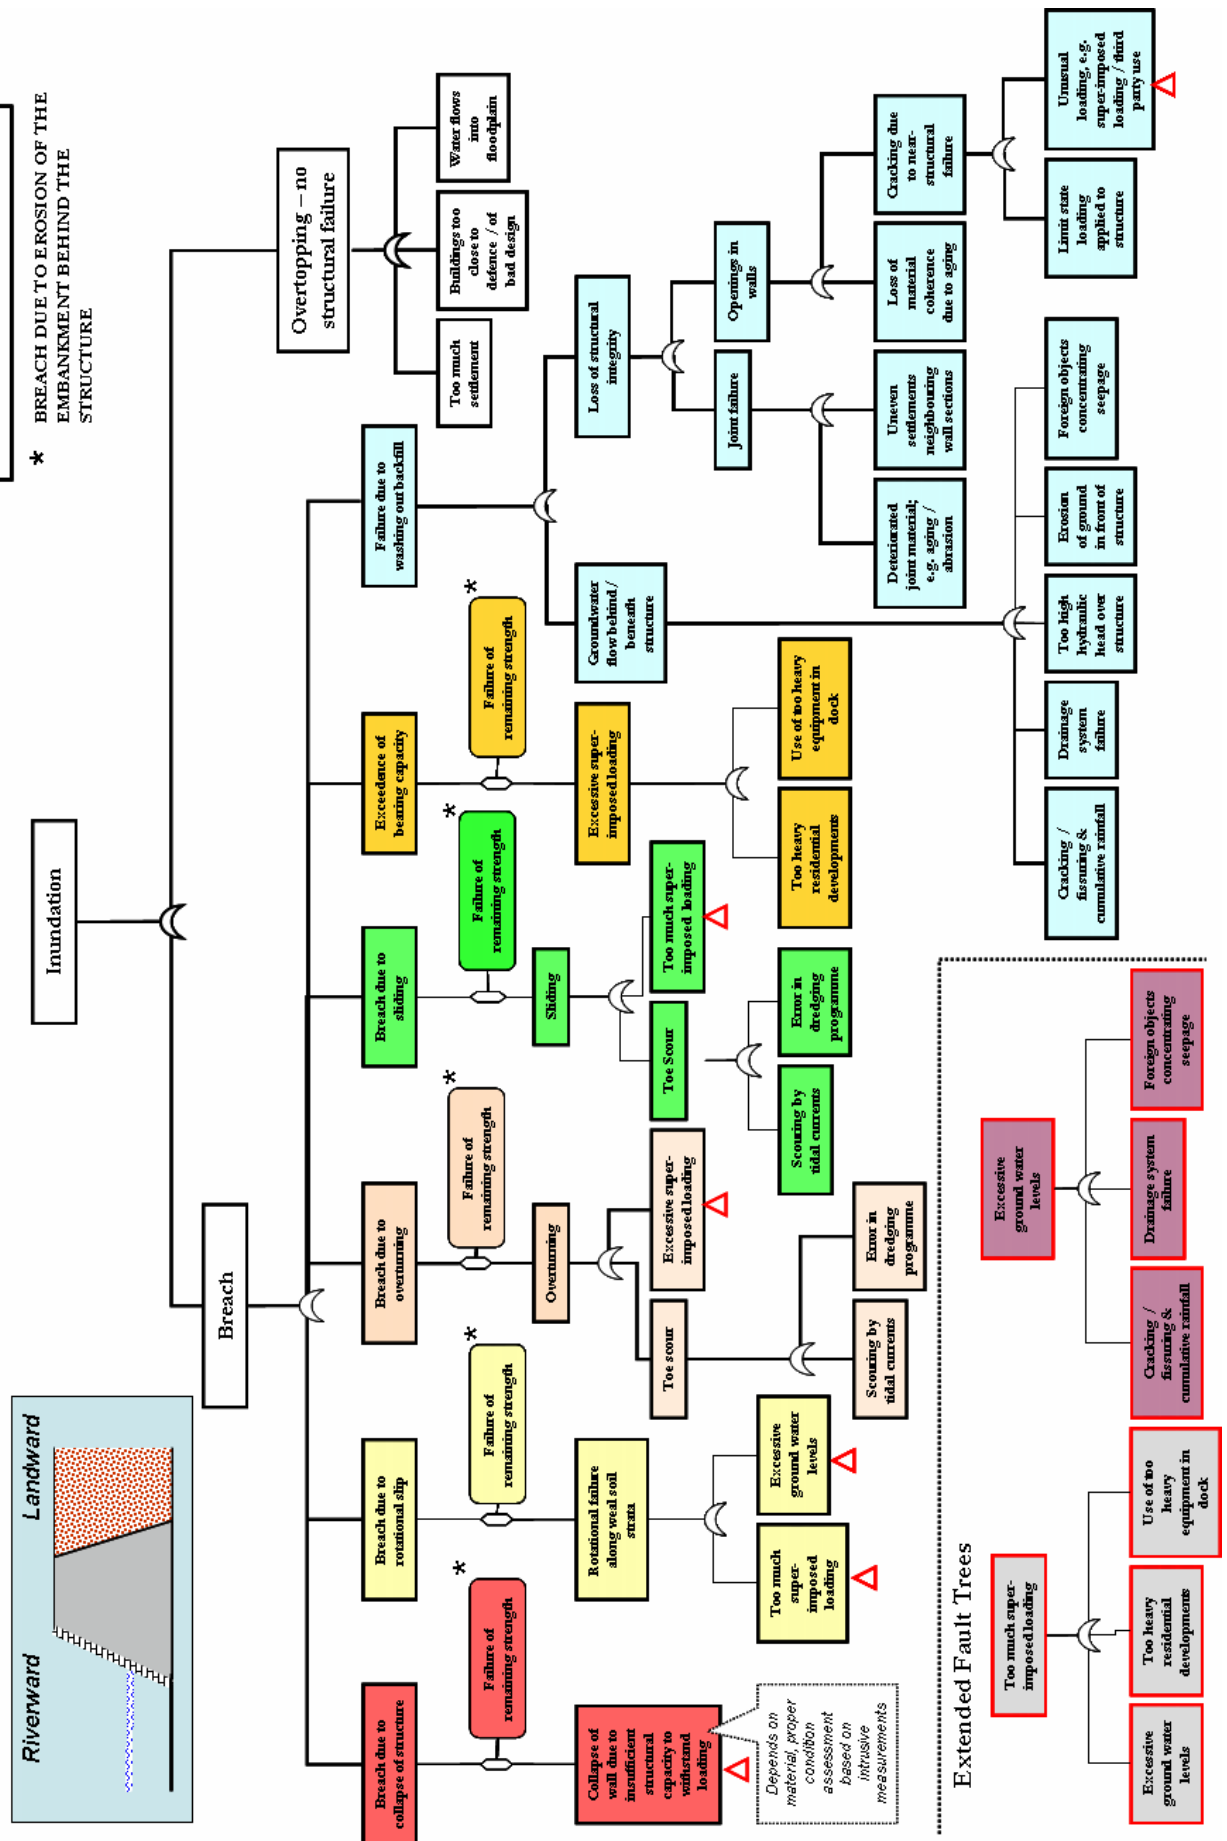 Riverward
Landward
*
BREACH DUE TO EROSION OF THE
EMBANKMENT BEHIND THE
STRUCTURE
Inundation
Breach
Overtopping – no
structural failure
Too much
settlement
Buildings too
close to
defence / of
bad design
Water flows
into
floodplain
Breach due to
collapse of structure
Breach due to
rotational slip
Breach due to
overturning
Breach due to
sliding
Exceedence of
bearing capacity
Failure due to
washing out backfill
Failure of
remaining strength
*
Failure of
remaining strength
*
Failure of
remaining strength
*
Failure of
remaining strength
*
Failure of
remaining strength
*
Collapse of
wall due to
insufficient
structural
capacity to
withstand
loading
Depends on
material, proper
condition
assessment
based on
intrusive
measurements
Rotational failure
along weal soil
strata
Too much
super-
imposed
loading
Excessive
ground water
levels
Overturning
Toe scour
Excessive super-
imposed loading
Scouring by
tidal currents
Error in
dredging
programme
Sliding
Toe Scour
Too much super-
imposed loading
Scouring by
tidal currents
Error in
dredging
programme
Excessive super-
imposed loading
Too heavy
residential
developments
Use of too heavy
equipment in
dock
Groundwater
flow behind/
beneath
structure
Loss of structural
integrity
Joint failure
Openings in
walls
Deteriorated
joint material;
e.g. aging /
abrasion
Uneven
settlements
neighbouring
wall sections
Loss of
material
coherence
due to aging
Cracking due
to near-
structural
failure
Cracking /
fissuring &
cumulative rainfall
Drainage
system
failure
Too high
hydraulic
head over
structure
Erosion
of ground
in front of
structure
Foreign objects
concentrating
seepage
Limit state
loading
applied to
structure
Unusual
loading, e.g.
super-imposed
loading / third
party use
Extended Fault Trees
Too much super-
imposed loading
Excessive
ground water
levels
Too heavy
residential
developments
Use of too
heavy
equipment in
dock
Excessive
ground water
levels
Cracking /
fissuring &
cumulative rainfall
Drainage system
failure
Foreign objects
concentrating
seepage